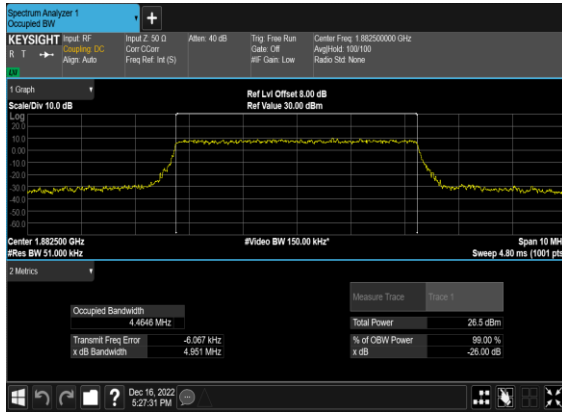 Spectrum Analyzer 1
Occupied BW
KEYSIGHT
R T
LXI
Input: RF
Coupling: DC
Align: Auto
Input Z: 50 Ω
Corr CCorr
Freq Ref: Int (S)
Atten: 40 dB
Trig: Free Run
Gate: Off
#IF Gain: Low
Center Freq: 1.882500000 GHz
Avg|Hold: 100/100
Radio Std: None
1 Graph
Scale/Div 10.0 dB
Ref Lvl Offset 8.00 dB
Ref Value 30.00 dBm
Log
20.0
10.0
0.00
-10.0
-20.0
-30.0
-40.0
-50.0
-60.0
Center 1.882500 GHz
#Res BW 51.000 kHz
#Video BW 150.00 kHz*
Span 10 MH
Sweep 4.80 ms (1001 pts
2 Metrics
Measure Trace
Trace 1
Occupied Bandwidth
4.4646 MHz
Total Power
26.5 dBm
Transmit Freq Error
-6.067 kHz
% of OBW Power
99.00 %
x dB Bandwidth
4.951 MHz
x dB
-26.00 dB
?
Dec 16, 2022
5:27:31 PM